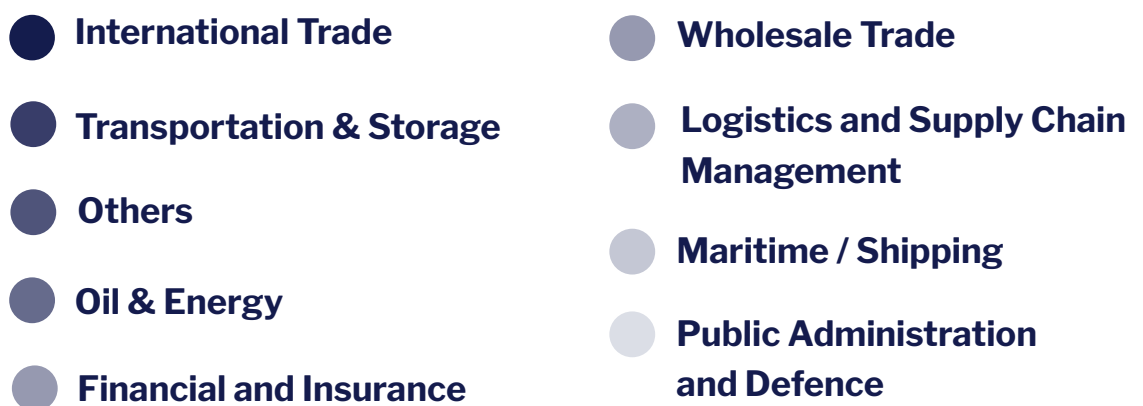 International Trade
Transportation & Storage
Others
Oil & Energy
Financial and Insurance
Wholesale Trade
Logistics and Supply Chain
Management
Maritime / Shipping
Public Administration
and Defence